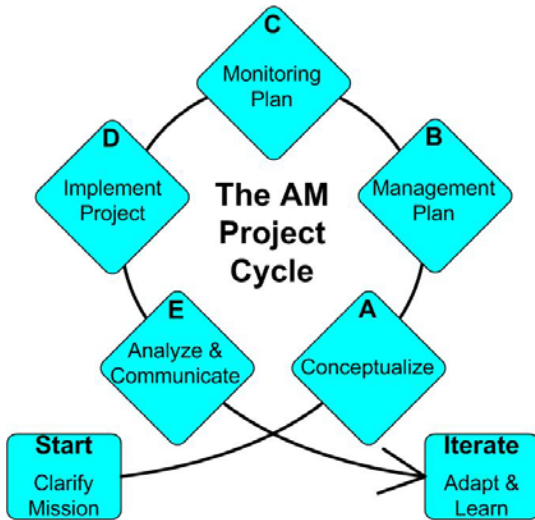 C
Monitoring
Plan
D
Implement
Project
The AM
Project
Cycle
B
Management
Plan
E
Analyze &
Communicate
A
Conceptualize
Start
Clarify
Mission
Iterate
Adapt &
Learn